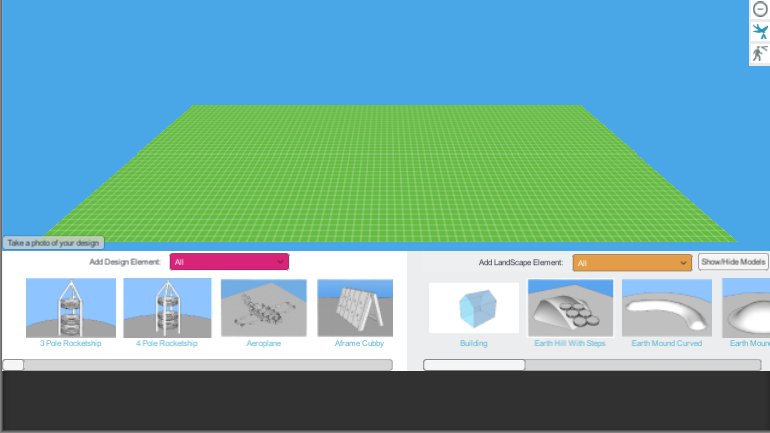 Take a photo of your design
Add Design Element: All
Add LandScape Element: All Show/Hide Models
3 Pole Rocketship 4 Pole Rocketship Aeroplane Aframe Cubby
Building Earth Hill With Steps Earth Mound Curved Earth Moun